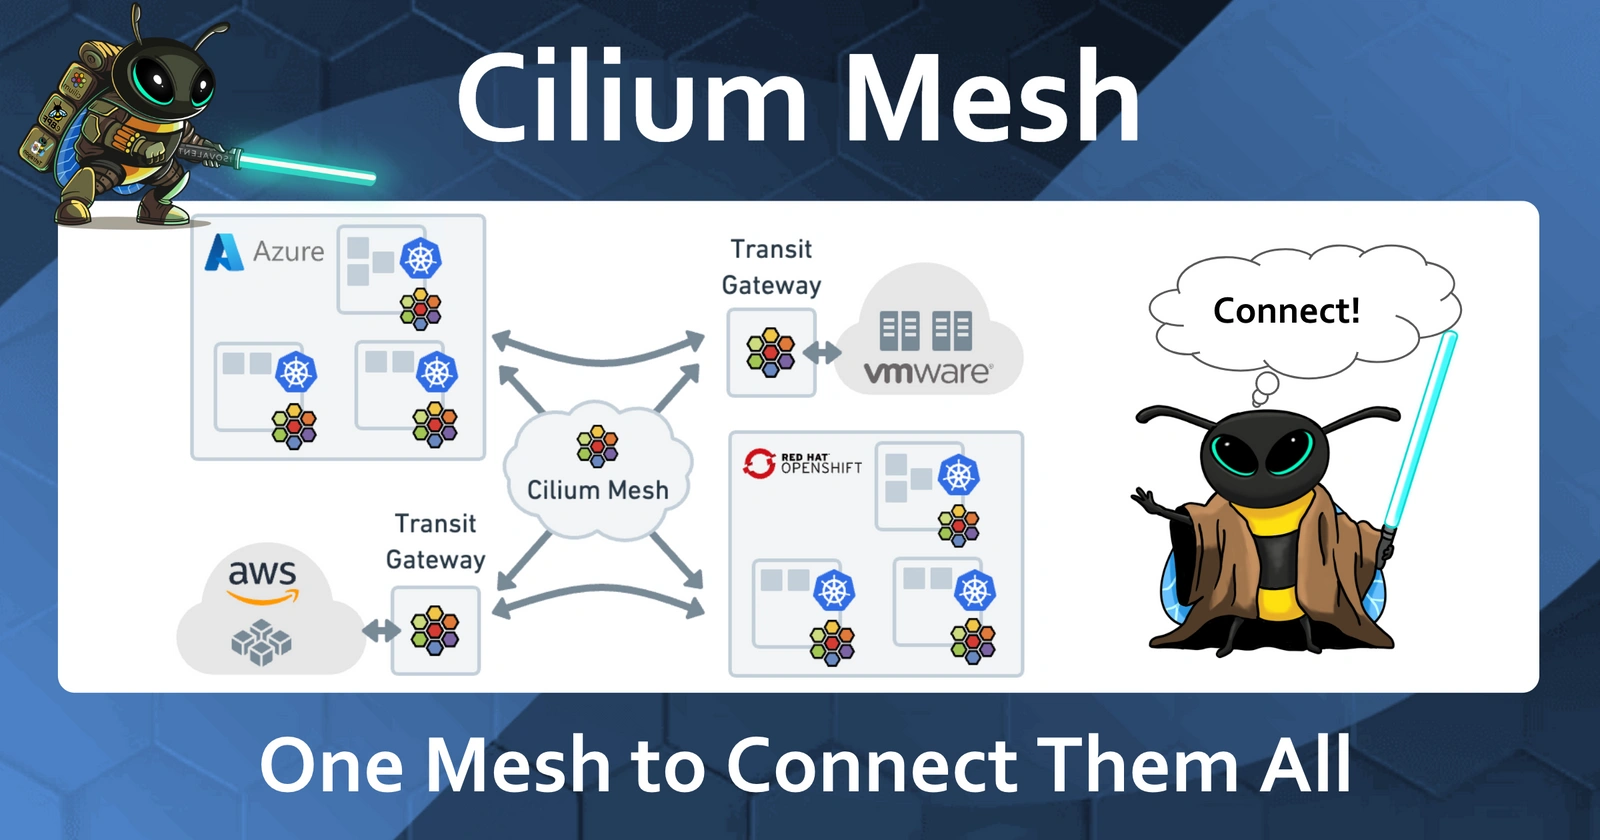 Cilium Mesh
ISOVALENT
Azure
Transit
Gateway
vmware®
Connect!
Cilium Mesh
RED HAT
OPENSHIFT
Transit
Gateway
aws
One Mesh to Connect Them All